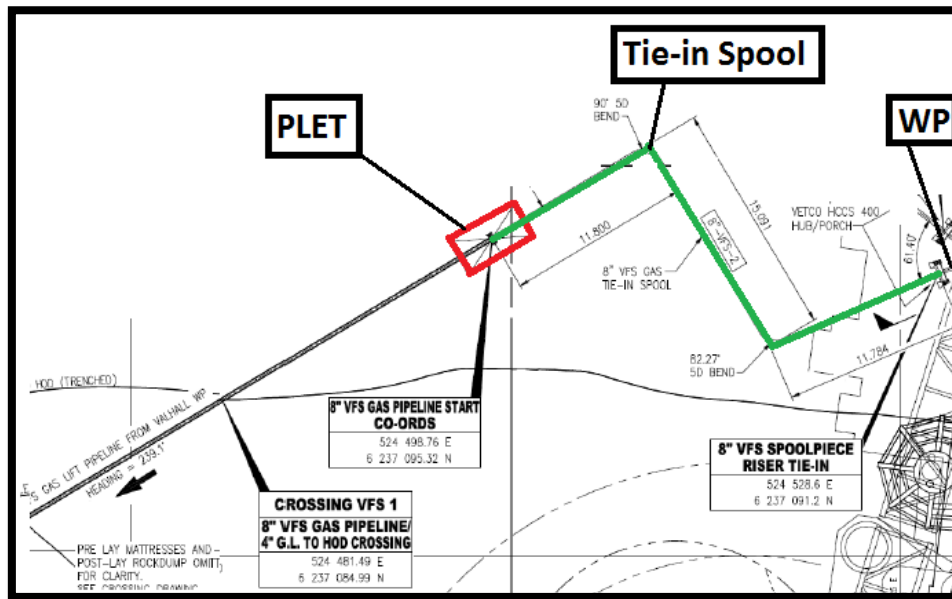 Tie-in Spool
PLET
WP
90° 5D
BEND
15.091
VETCO HCCS 400
HUB/PORCH
61.40°
11.800
8"-VFS-2
8" VFS GAS
TIE-IN SPOOL
82.27°
5D BEND
11.784
HOD (TRENCHED)
GAS LIFT PIPELINE FROM VALHALL WP
HEADING = 239.1°
8" VFS GAS PIPELINE START
CO-ORDS
524 498.76 E
6 237 095.32 N
8" VFS SPOOLPIECE
RISER TIE-IN
524 528.6 E
6 237 091.2 N
CROSSING VFS 1
8" VFS GAS PIPELINE/
4" G.L. TO HOD CROSSING
524 481.49 E
6 237 084.99 N
PRE LAY MATTRESSES AND
POST-LAY ROCKDUMP OMIT
FOR CLARITY.
SEE CROSSING DRAWING